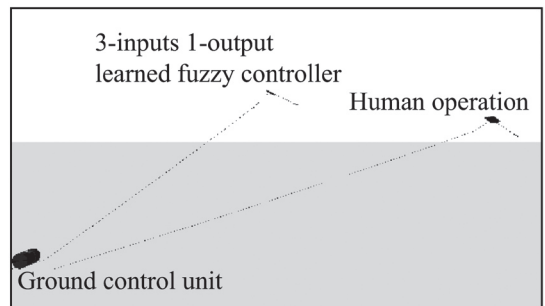 3-inputs 1-output
learned fuzzy controller
Human operation
Ground control unit